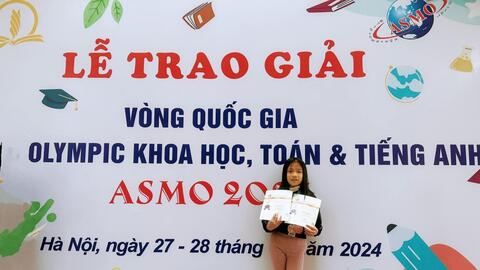 ASMO
LỄ TRAO GIẢI
VÒNG QUỐC GIA
OLYMPIC KHOA HỌC, TOÁN & TIẾNG ANH
ASMO
Hà Nội, ngày 27 - 28 tháng năm 2024